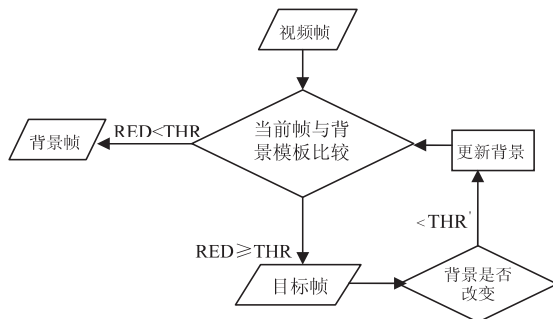 视频帧
RED<THR
当前帧与背
景模板比较
背景帧
更新背景
<THR'
RED≥THR
目标帧
背景是否
改变